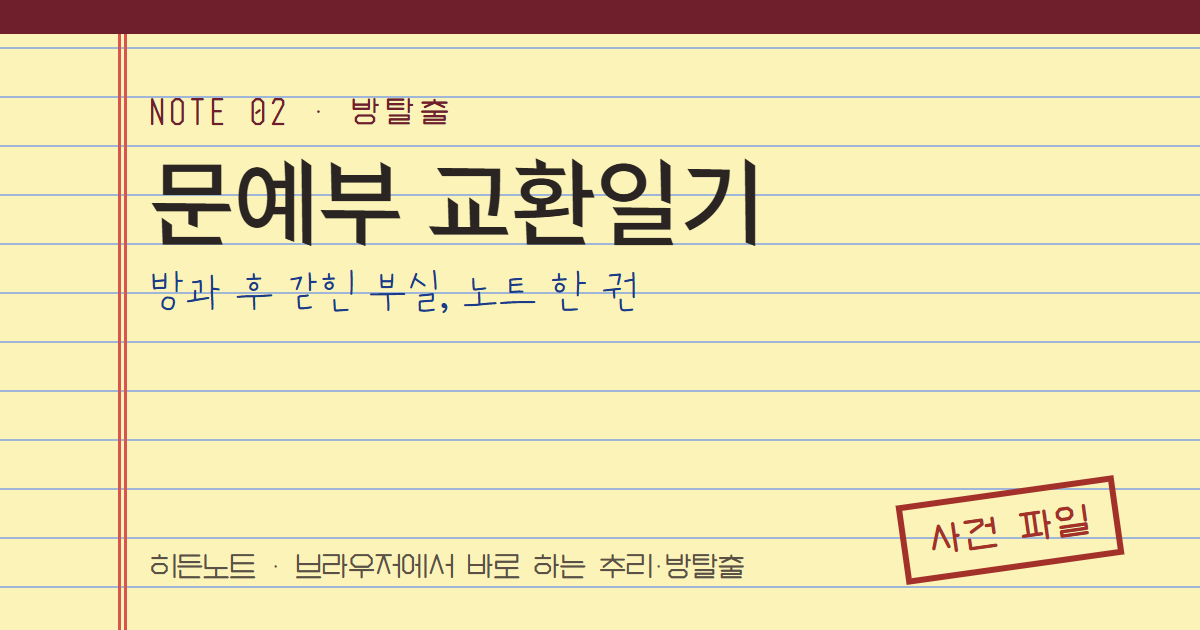 NOTE 02 · 방탈출
문예부 교환일기
방과 후 갇힌 부실, 노트 한 권
히든노트 · 브라우저에서 바로 하는 추리·방탈출
사건 파일